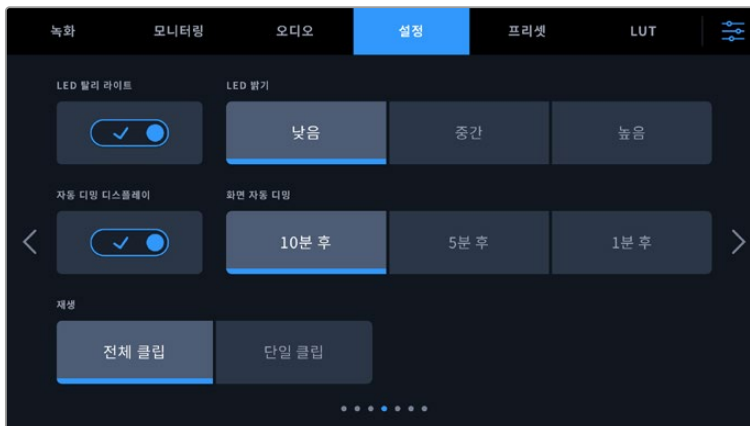 녹화 모니터링 오디오 설정 프리셋 LUT
LED 탈리 라이트 LED 밝기
낮음 중간 높음
자동 디밍 디스플레이 화면 자동 디밍
10분 후 5분 후 1분 후
재생
전체 클립 단일 클립